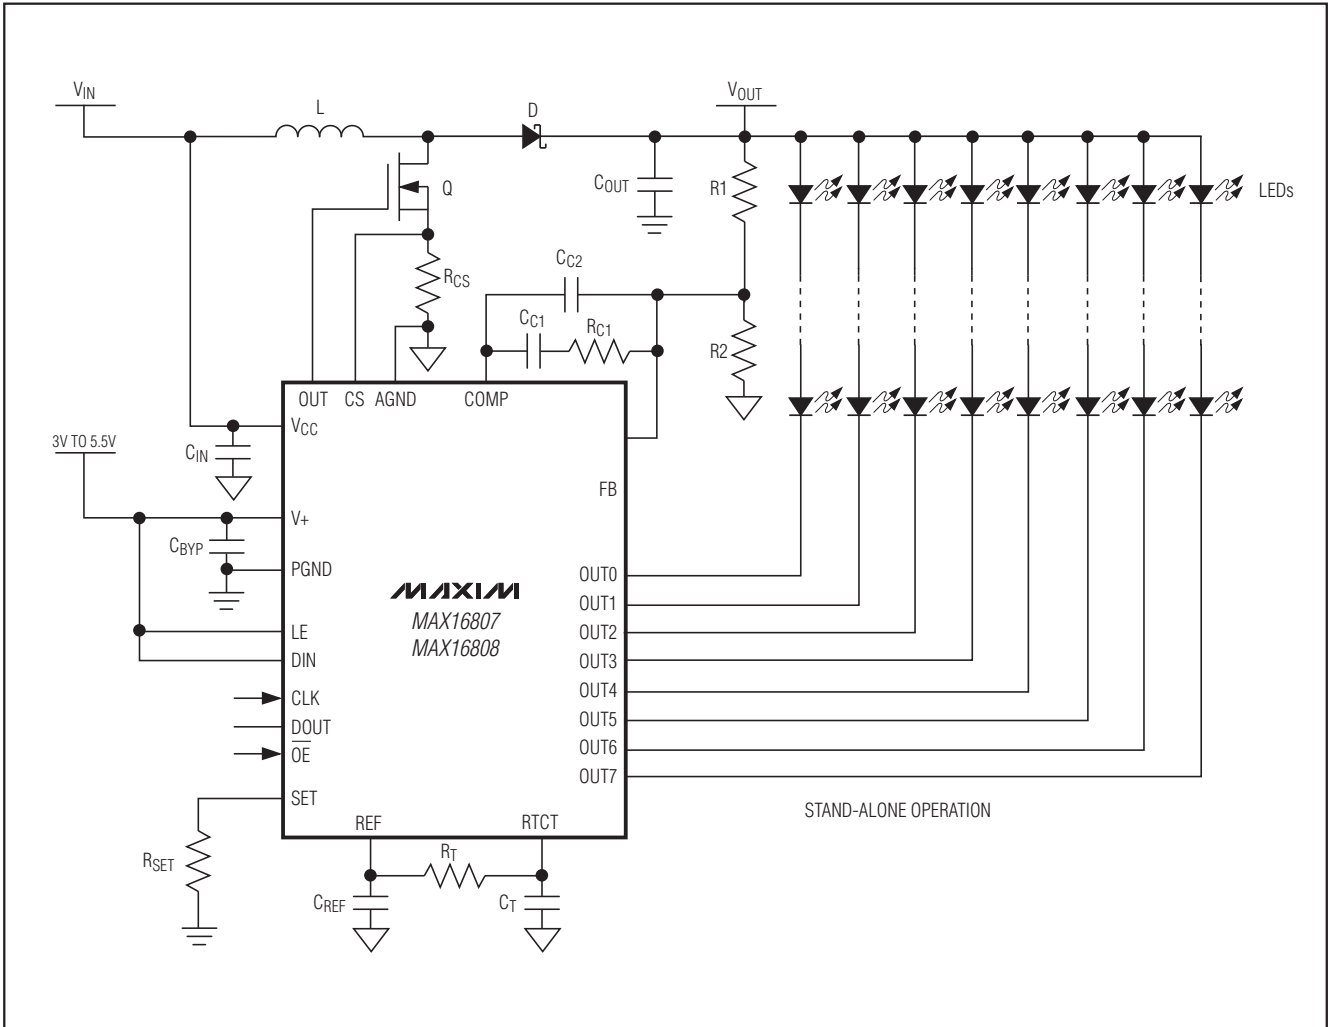 VIN
L
D
VOUT
Q
COUT
R1
LEDs
RCS
CC2
CC1
RC1
R2
OUT CS AGND COMP
VCC
CIN
3V TO 5.5V
FB
V+
CBYP
PGND
MAXIM
MAX16807
MAX16808
OUT0
OUT1
OUT2
OUT3
OUT4
OUT5
OUT6
OUT7
LE
DIN
CLK
DOUT
OE
SET
REF
RTCT
STAND-ALONE OPERATION
RSET
RT
CREF
CT